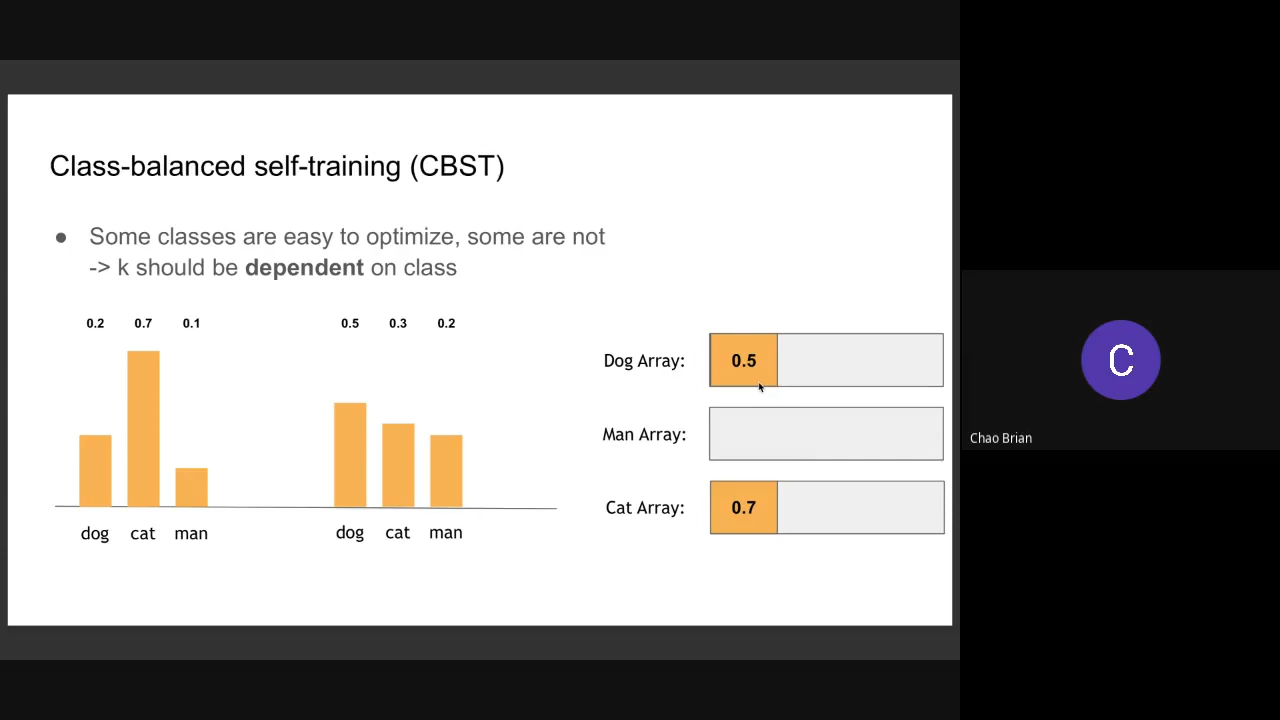 Class-balanced self-training (CBST)
● Some classes are easy to optimize, some are not
-> k should be dependent on class
0.2 0.7 0.1 0.5 0.3 0.2
dog cat man dog cat man
Dog Array: 0.5
Man Array:
Cat Array: 0.7
C
Chao Brian